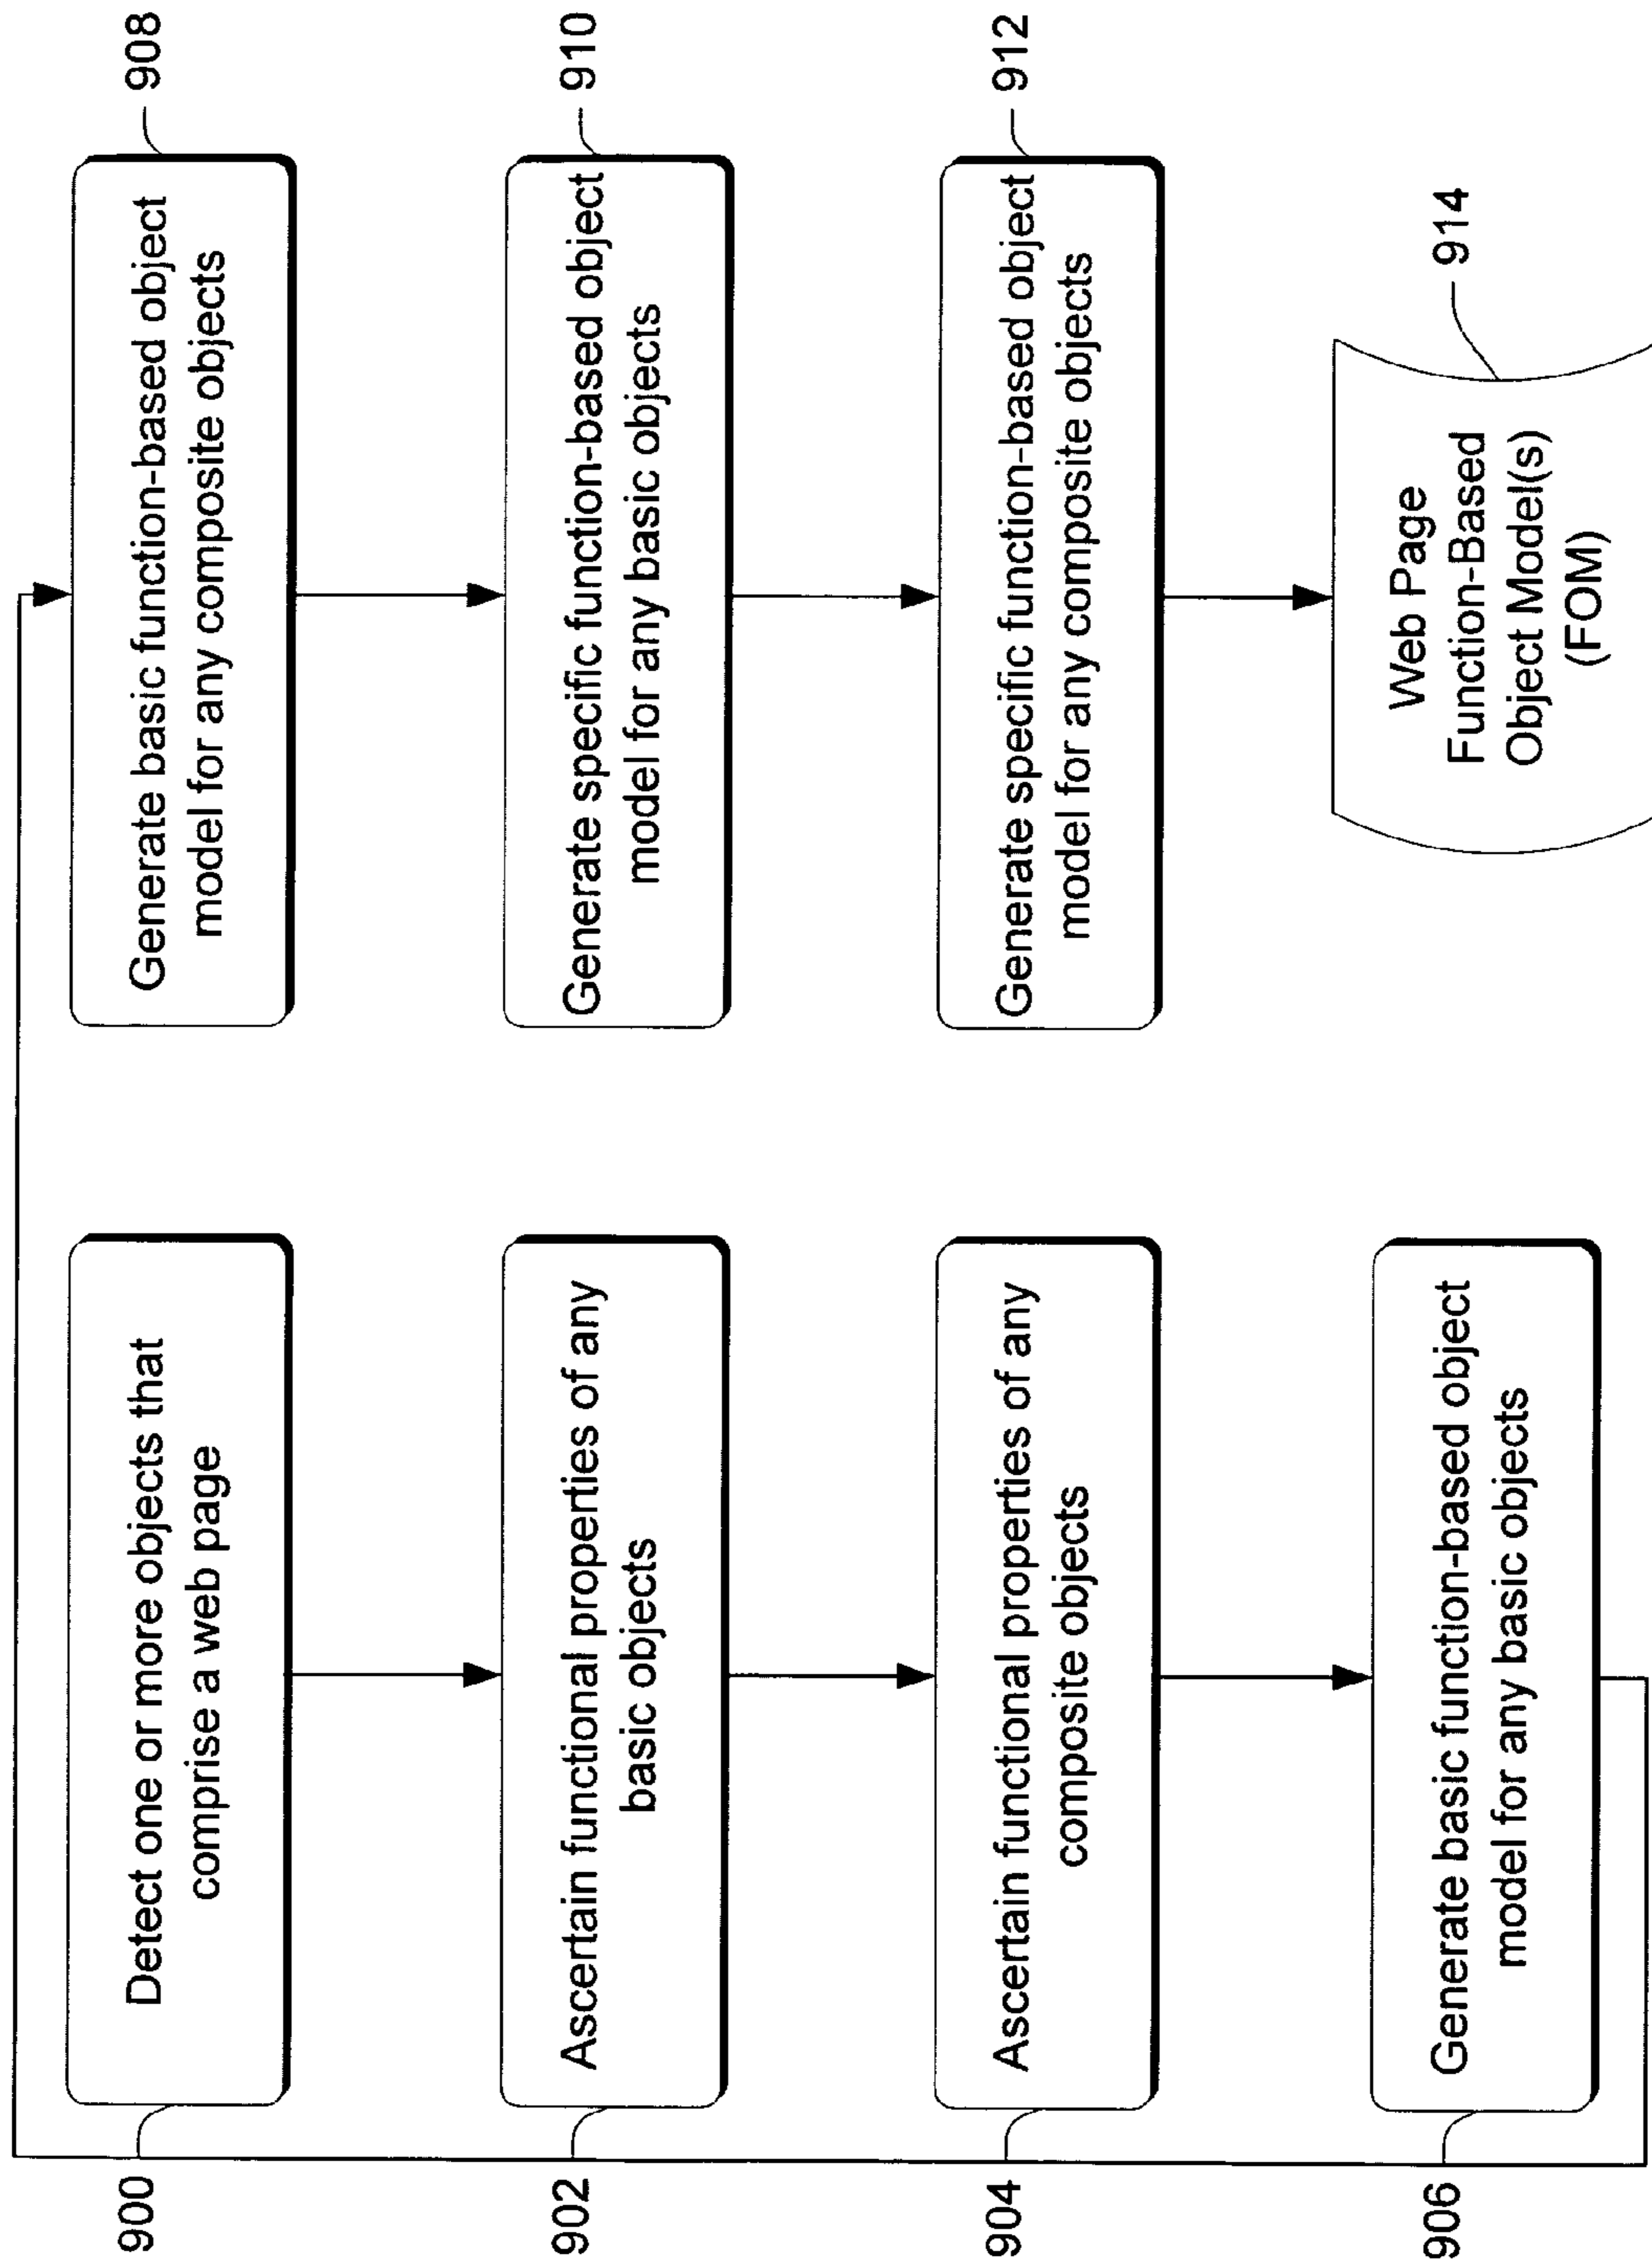 900
Detect one or more objects that
comprise a web page
902
Ascertain functional properties of any
basic objects
904
Ascertain functional properties of any
composite objects
906
Generate basic function-based object
model for any basic objects
908
Generate basic function-based object
model for any composite objects
910
Generate specific function-based object
model for any basic objects
912
Generate specific function-based object
model for any composite objects
914
Web Page
Function-Based
Object Model(s)
(FOM)